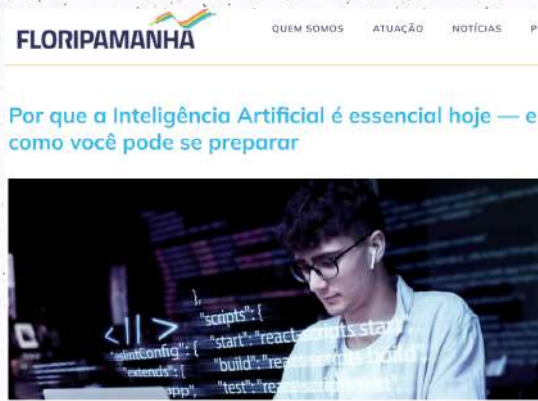 FLORIPAMANHÃ
QUEM SOMOS ATUAÇÃO NOTÍCIAS P
Por que a Inteligência Artificial é essencial hoje — e
como você pode se preparar
},
<||> "scripts": {
"eslintConfig": { "start": "react-scripts start",
"extends": [ "build": "react-scripts build",
"app", "test": "react-scripts